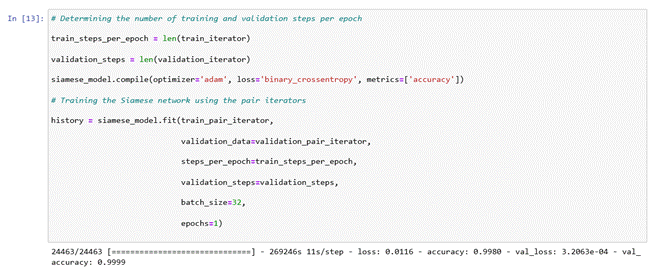 In [13]: # Determining the number of training and validation steps per epoch
train_steps_per_epoch = len(train_iterator)
validation_steps = len(validation_iterator)
siamese_model.compile(optimizer='adam', loss='binary_crossentropy', metrics=['accuracy'])
# Training the Siamese network using the pair iterators
history = siamese_model.fit(train_pair_iterator,
validation_data=validation_pair_iterator,
steps_per_epoch=train_steps_per_epoch,
validation_steps=validation_steps,
batch_size=32,
epochs=1)
24463/24463 [==============================] - 269246s 11s/step - loss: 0.0116 - accuracy: 0.9980 - val_loss: 3.2063e-04 - val_
accuracy: 0.9999